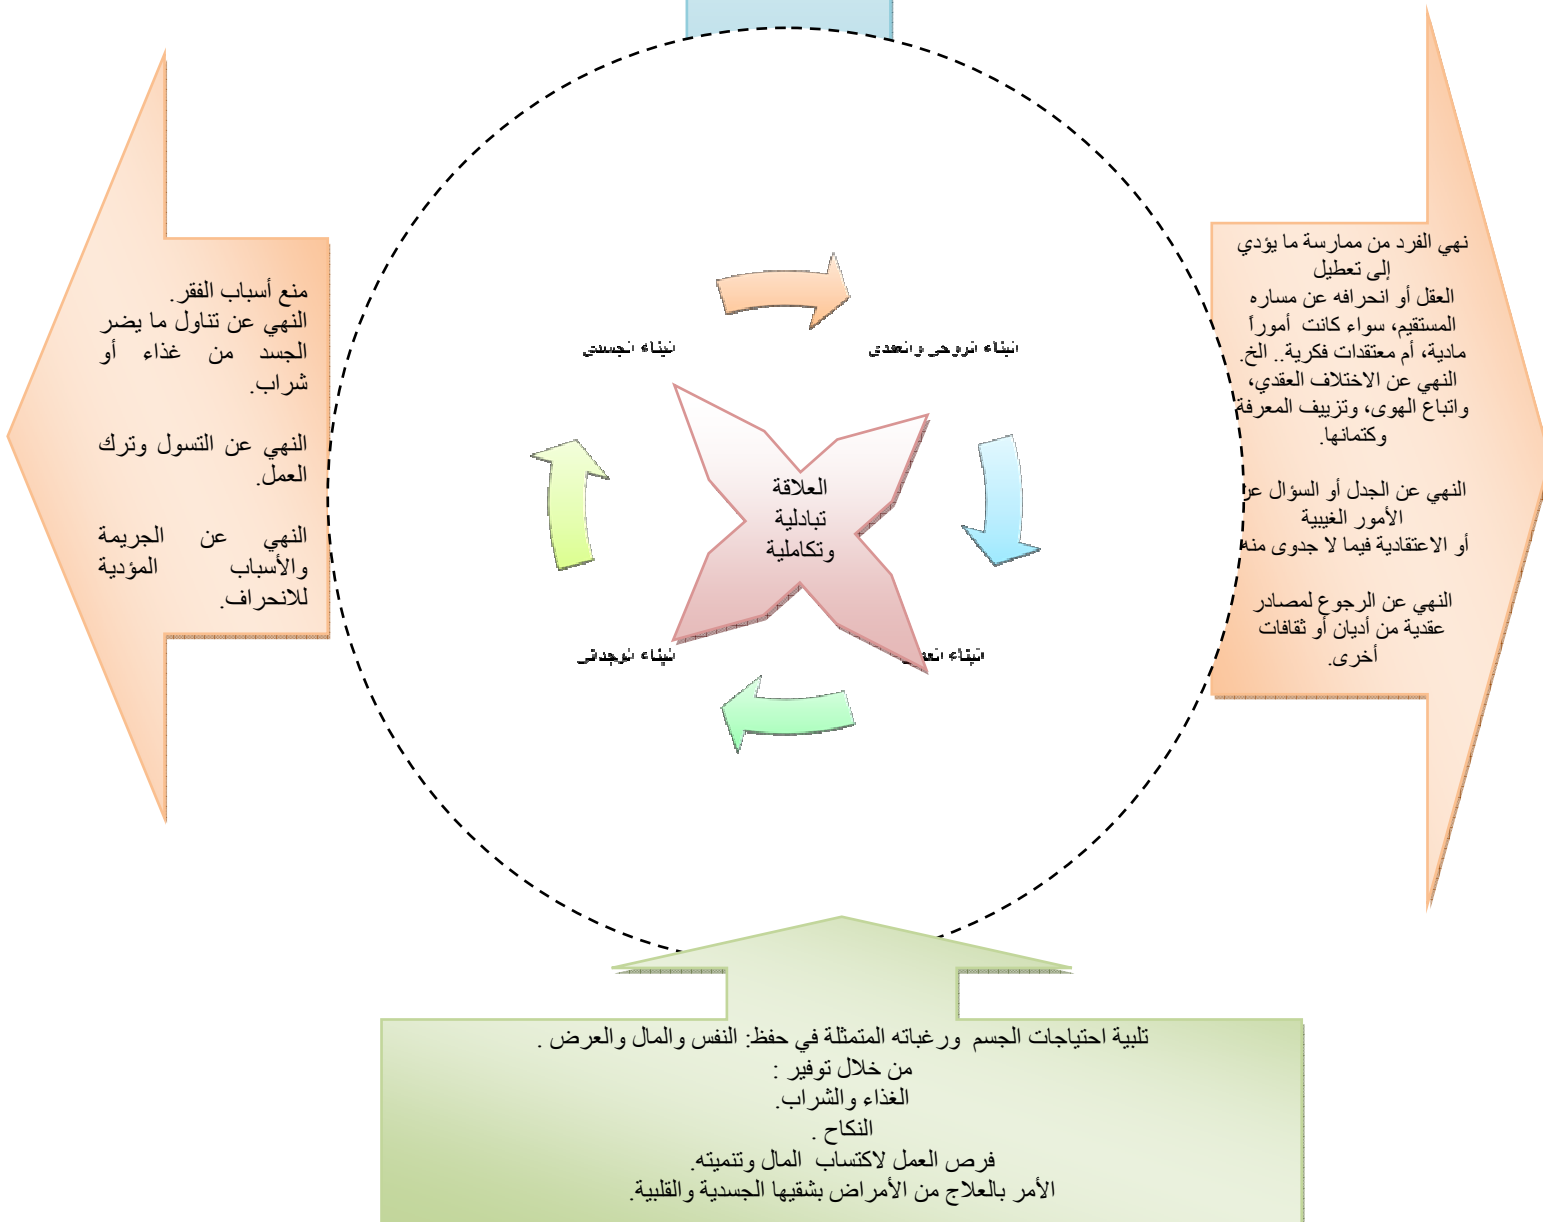 نهي الفرد من ممارسة ما يؤدي
إلى تعطيل
العقل أو انحرافه عن مساره
المستقيم، سواء كانت أموراً
مادية، أم معتقدات فكرية.. الخ.
النهي عن الاختلاف العقدي،
واتباع الهوى، وتزييف المعرفة
وكتمانها.
النهي عن الجدل أو السؤال عن
الأمور الغيبية
أو الاعتقادية فيما لا جدوى منه
النهي عن الرجوع لمصادر
عقدية من أديان أو ثقافات
أخرى.
البناء الروحي والعقدي
البناء الجسدي
العلاقة
تبادلية
وتكاملية
البناء
البناء الوجداني
منع أسباب الفقر.
النهي عن تناول ما يضر
الجسد من غذاء أو
شراب.
النهي عن التسول وترك
العمل.
النهي عن الجريمة
والأسباب المؤدية
للانحراف.
تلبية احتياجات الجسم ورغباته المتمثلة في حفظ: النفس والمال والعرض .
من خلال توفير :
الغذاء والشراب.
النكاح .
فرص العمل لاكتساب المال وتنميته.
الأمر بالعلاج من الأمراض بشقيها الجسدية والقلبية.